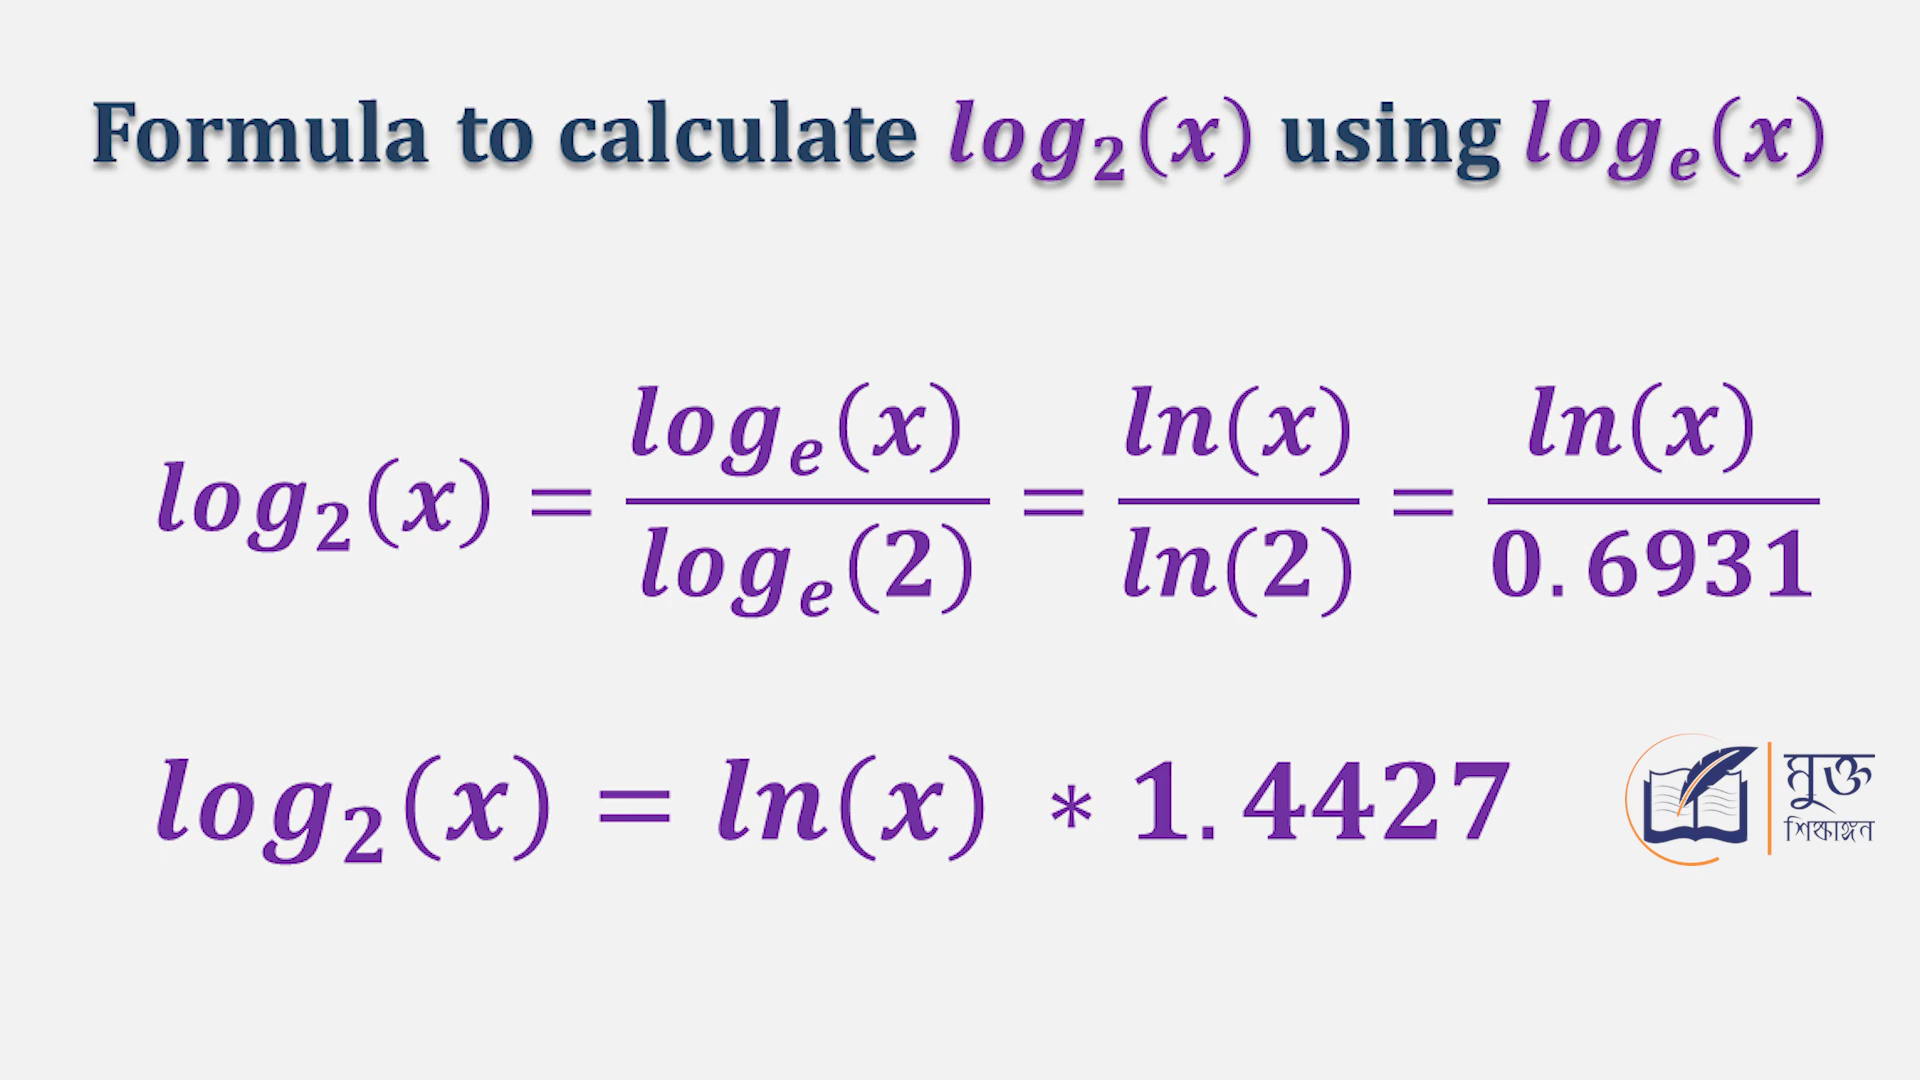 Formula to calculate log₂(x) using logₑ(x)
log₂(x) = logₑ(x) / logₑ(2) = ln(x) / ln(2) = ln(x) / 0.6931
log₂(x) = ln(x) * 1.4427
মুক্ত
শিক্ষাঙ্গন